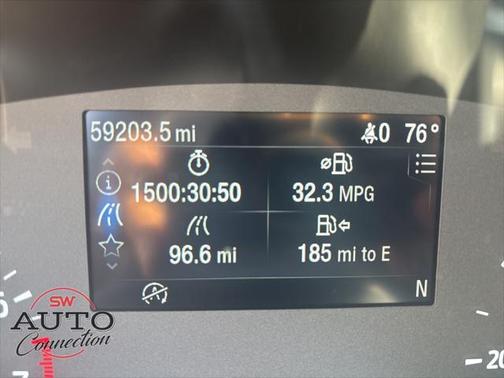 59203.5 mi 0 76°
1500:30:50 32.3 MPG
96.6 mi 185 mi to E
N
SW
AUTO
Connection
20